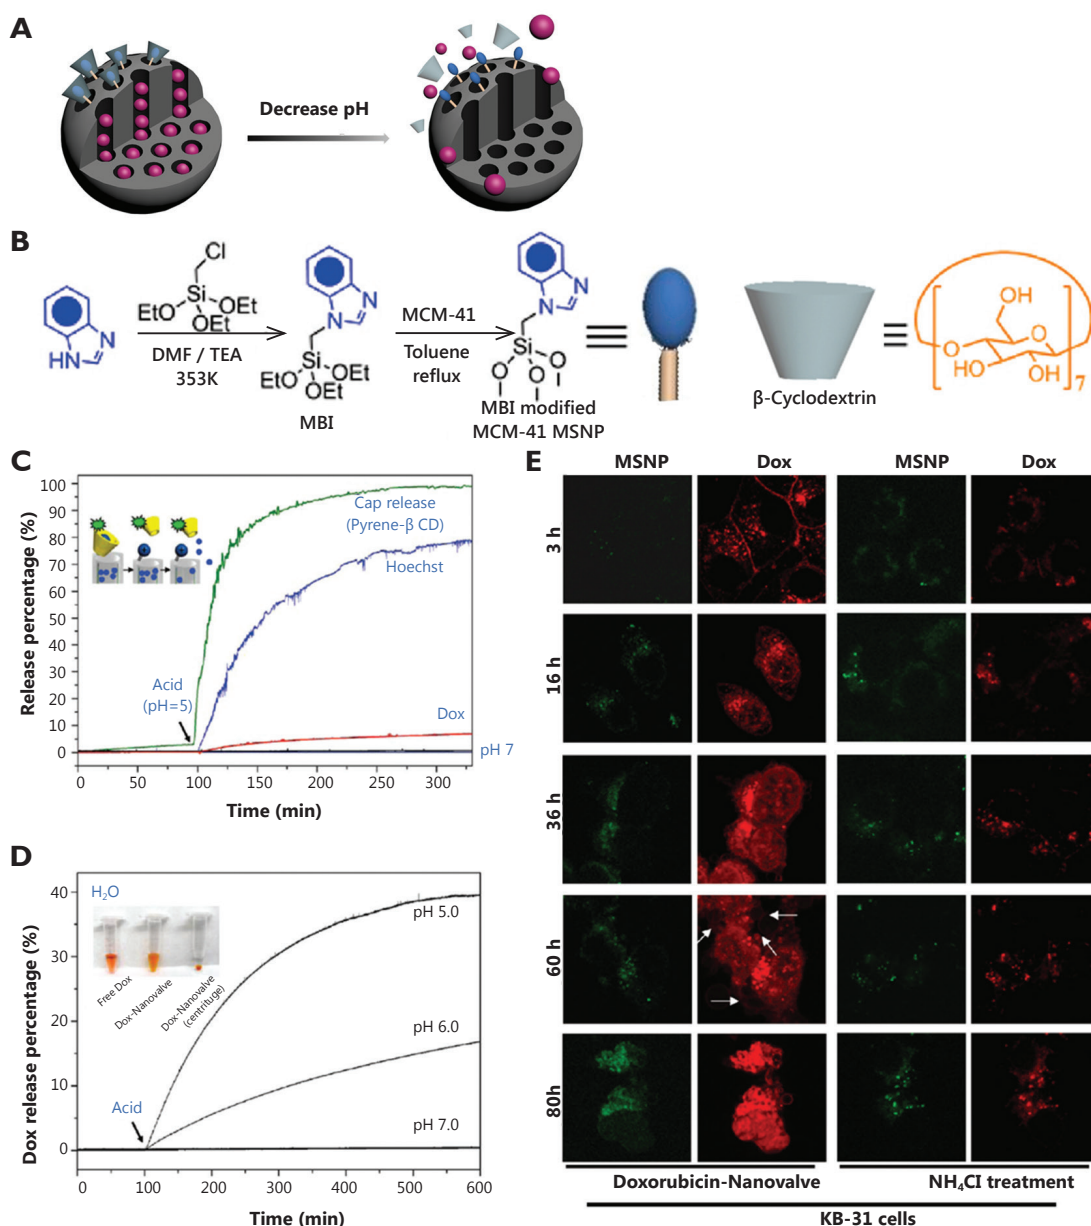 A
Decrease pH
B
Cl
Si
EtO
OEt
OEt
N
HN
DMF / TEA
353K
N
N
Si
EtO
OEt
OEt
MBI
MCM-41
Toluene
reflux
N
N
Si
O
O
O
MBI modified
MCM-41 MSNP
β-Cyclodextrin
OH
O
O
HO
OH
7
C
Release percentage (%)
100
90
80
70
60
50
40
30
20
10
0
Cap release
(Pyrene-β CD)
Hoechst
Acid
(pH=5)
Dox
pH 7
0
50
100
150
200
250
300
Time (min)
D
Dox release percentage (%)
40
30
20
10
0
H₂O
Free Dox
Dox-Nanovalve
Dox-Nanovalve
(centrifuge)
pH 5.0
pH 6.0
pH 7.0
Acid
0
100
200
300
400
500
600
Time (min)
E
MSNP
Dox
MSNP
Dox
3 h
16h
36 h
60 h
80h
Doxorubicin-Nanovalve
NH₄CI treatment
KB-31 cells